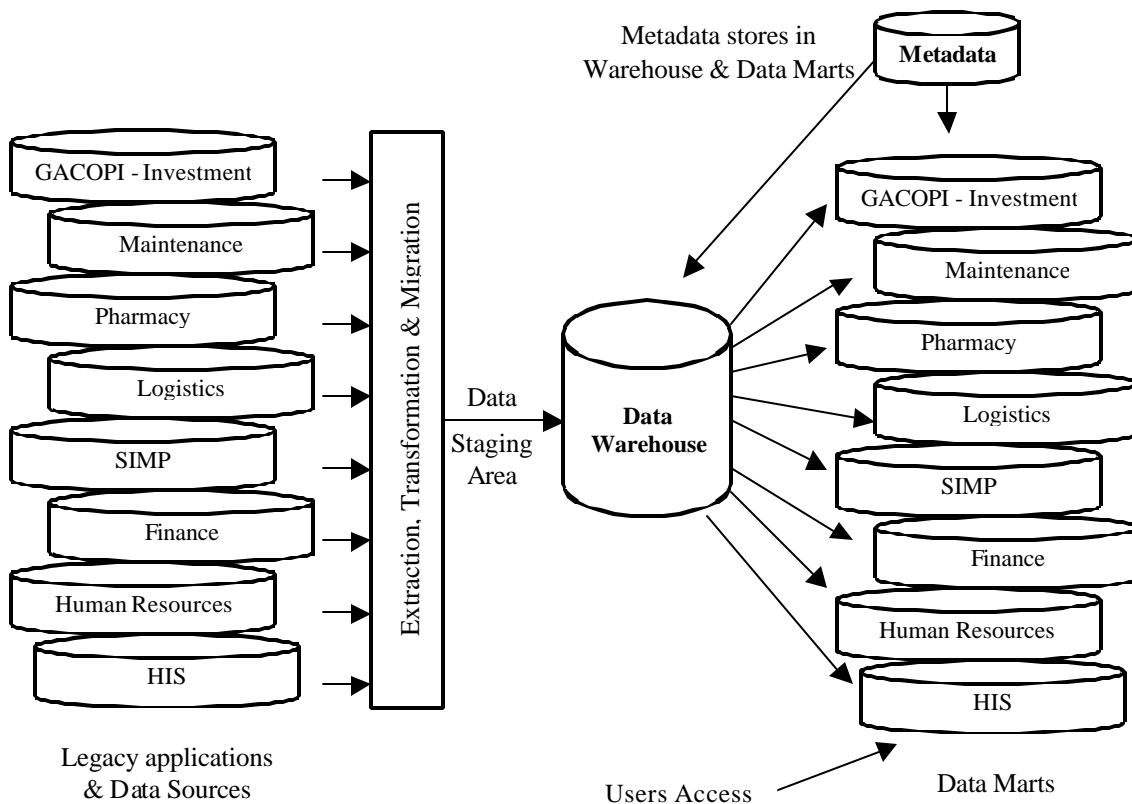 Metadata stores in
Warehouse & Data Marts
Metadata
GACOPI - Investment
Maintenance
Pharmacy
Logistics
SIMP
Finance
Human Resources
HIS
Legacy applications
& Data Sources
Extraction, Transformation & Migration
Data
Staging
Area
Data
Warehouse
GACOPI - Investment
Maintenance
Pharmacy
Logistics
SIMP
Finance
Human Resources
HIS
Users Access
Data Marts